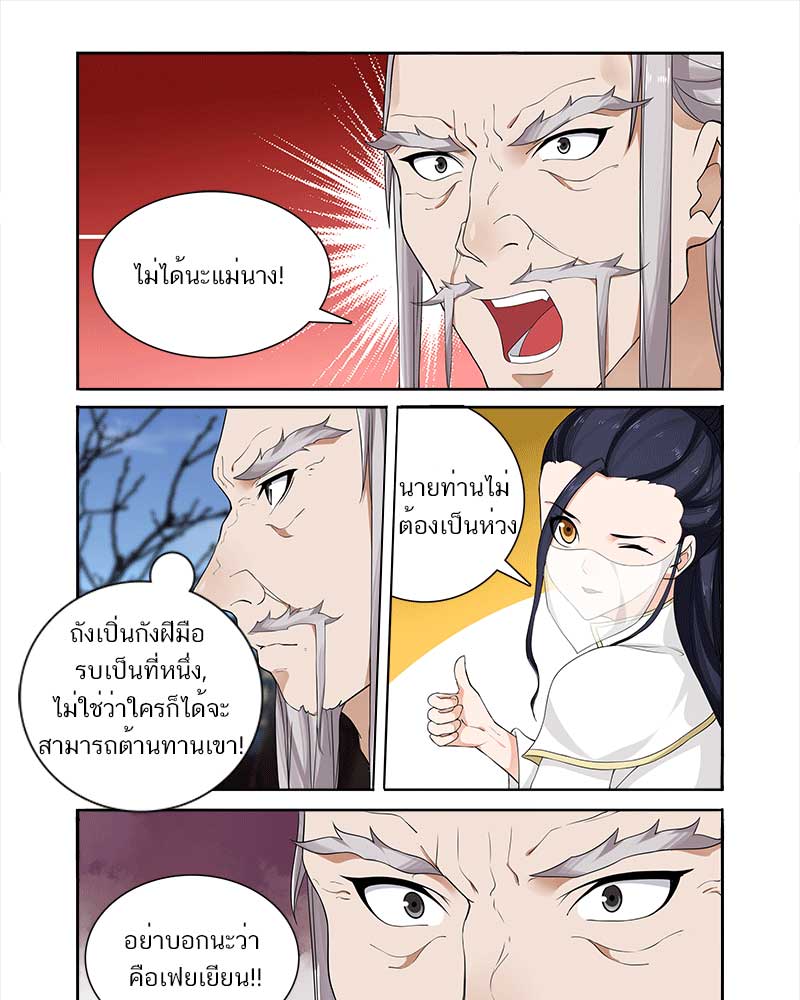 ไม่ได้นะแม่นาง!
นายท่านไม่
ต้องเป็นห่วง
ถังเปิ่นกังฝีมือ
รบเป็นที่หนึ่ง,
ไม่ใช่ว่าใครก็ได้จะ
สามารถต้านทานเขา!
อย่าบอกนะว่า
คือเฟยเยียน!!